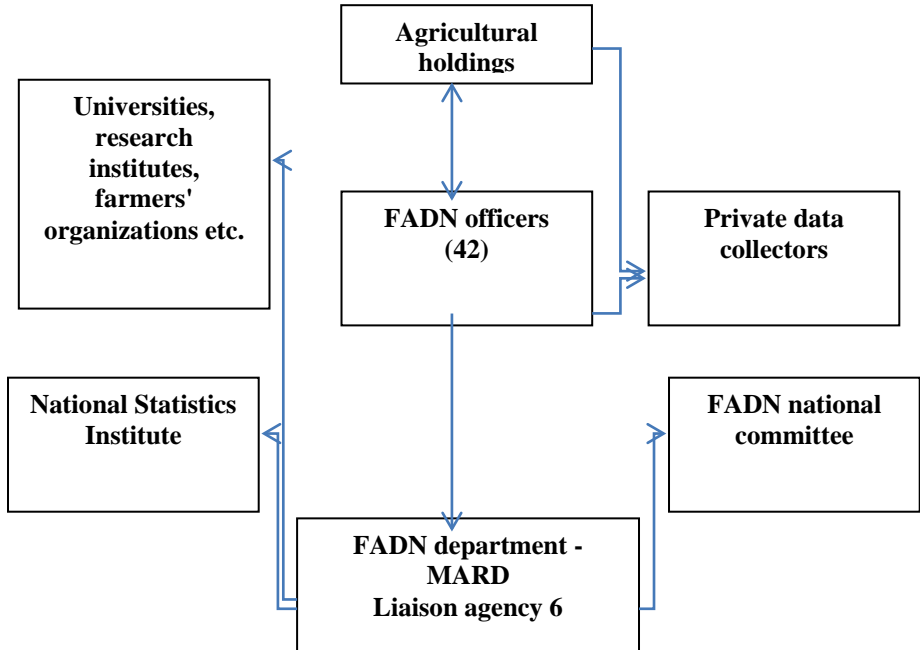 Agricultural
holdings
Universities,
research
institutes,
farmers'
organizations etc.
FADN officers
(42)
Private data
collectors
National Statistics
Institute
FADN national
committee
FADN department -
MARD
Liaison agency 6